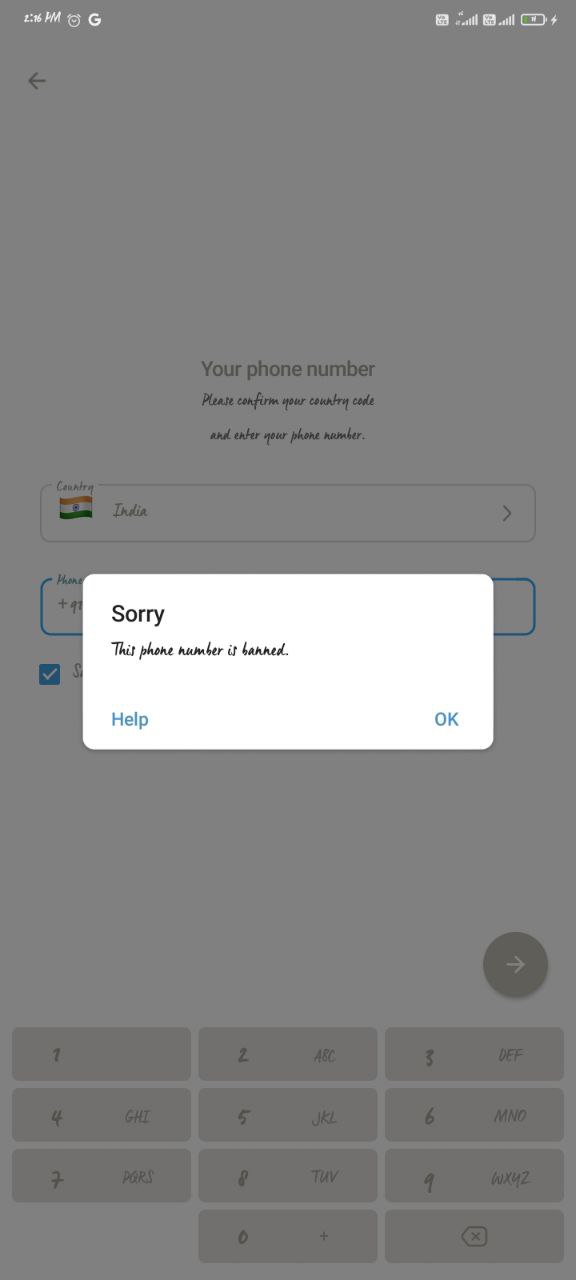 2:16 PM
Your phone number
Please confirm your country code
and enter your phone number.
Country
India
Phone
Sorry
This phone number is banned.
Help OK
1
2 ABC
3 DEF
4 GHI
5 JKL
6 MNO
7 PQRS
8 TUV
9 WXYZ
0 +